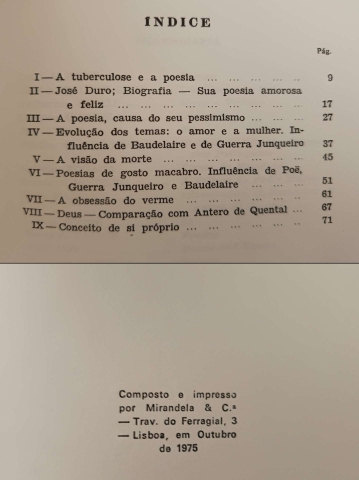 ÍNDICE
Pág.
I — A tuberculose e a poesia ... ... ... ... 9
II — José Duro; Biografia — Sua poesia amorosa
e feliz ... ... ... ... ... ... ... ... 17
III — A poesia, causa do seu pessimismo ... ... 27
IV — Evolução dos temas: o amor e a mulher. In-
fluência de Baudelaire e de Guerra Junqueiro 37
V — A visão da morte ... ... ... ... ... ... 45
VI — Poesias de gosto macabro. Influência de Poë,
Guerra Junqueiro e Baudelaire ... ... ... 51
VII — A obsessão do verme ... ... ... ... ... 61
VIII — Deus — Comparação com Antero de Quental ... 67
IX — Conceito de si próprio ... ... ... ... ... 71
Composto e impresso
por Mirandela & C.ª
— Trav. do Ferragial, 3
— Lisboa, em Outubro
de 1975